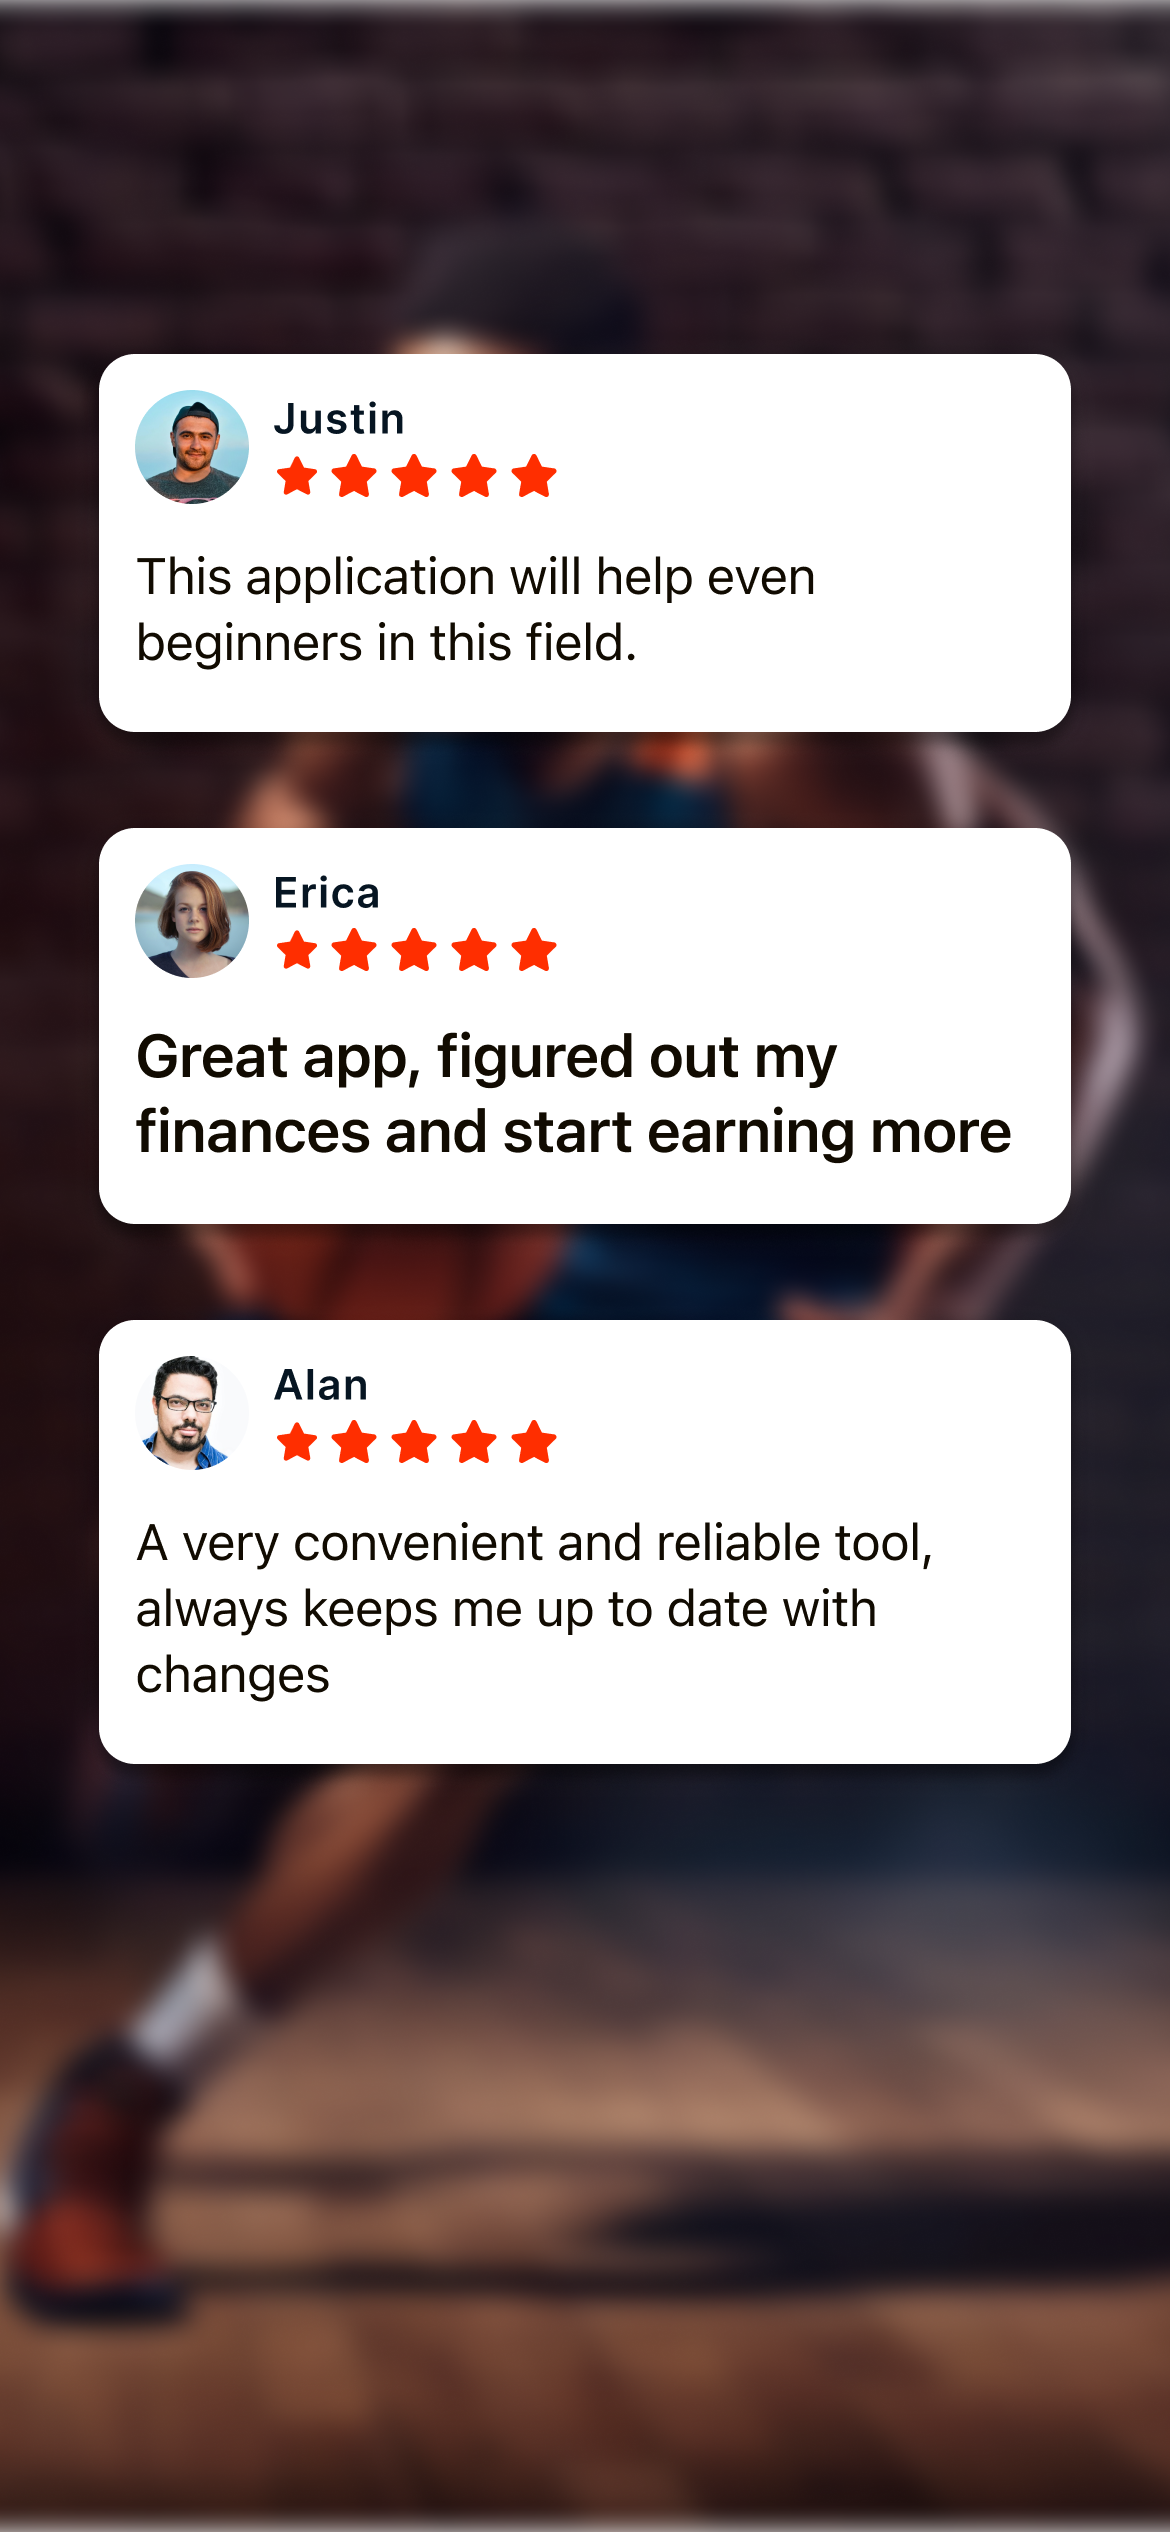 Justin
This application will help even
beginners in this field.
Erica
Great app, figured out my
finances and start earning more
Alan
A very convenient and reliable tool,
always keeps me up to date with
changes